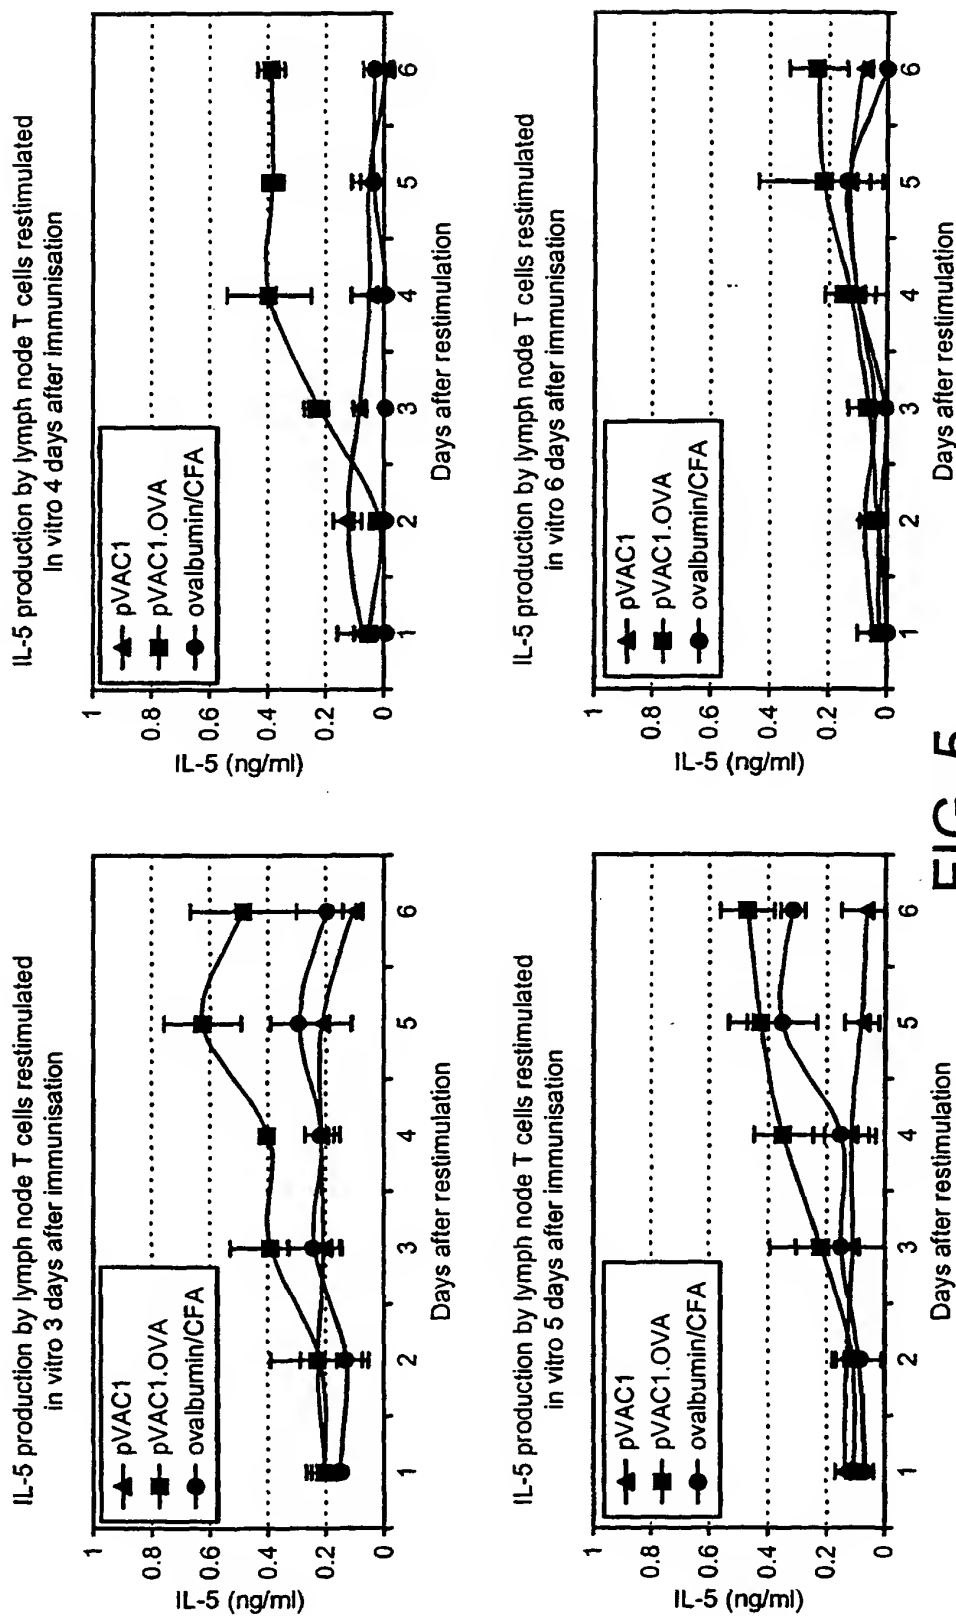 IL-5 production by lymph node T cells restimulated
in vitro 3 days after immunisation
IL-5 (ng/ml)
1
0.8
0.6
0.4
0.2
0
pVAC1
pVAC1.OVA
ovalbumin/CFA
1 2 3 4 5 6
Days after restimulation
IL-5 production by lymph node T cells restimulated
In vitro 4 days after immunisation
IL-5 (ng/ml)
1
0.8
0.6
0.4
0.2
0
pVAC1
pVAC1.OVA
ovalbumin/CFA
1 2 3 4 5 6
Days after restimulation
IL-5 production by lymph node T cells restimulated
in vitro 5 days after immunisation
IL-5 (ng/ml)
1
0.8
0.6
0.4
0.2
0
pVAC1
pVAC1.OVA
ovalbumin/CFA
1 2 3 4 5 6
Days after restimulation
IL-5 production by lymph node T cells restimulated
in vitro 6 days after immunisation
IL-5 (ng/ml)
1
0.8
0.6
0.4
0.2
0
pVAC1
pVAC1.OVA
ovalbumin/CFA
1 2 3 4 5 6
Days after restimulation
FIG. 5